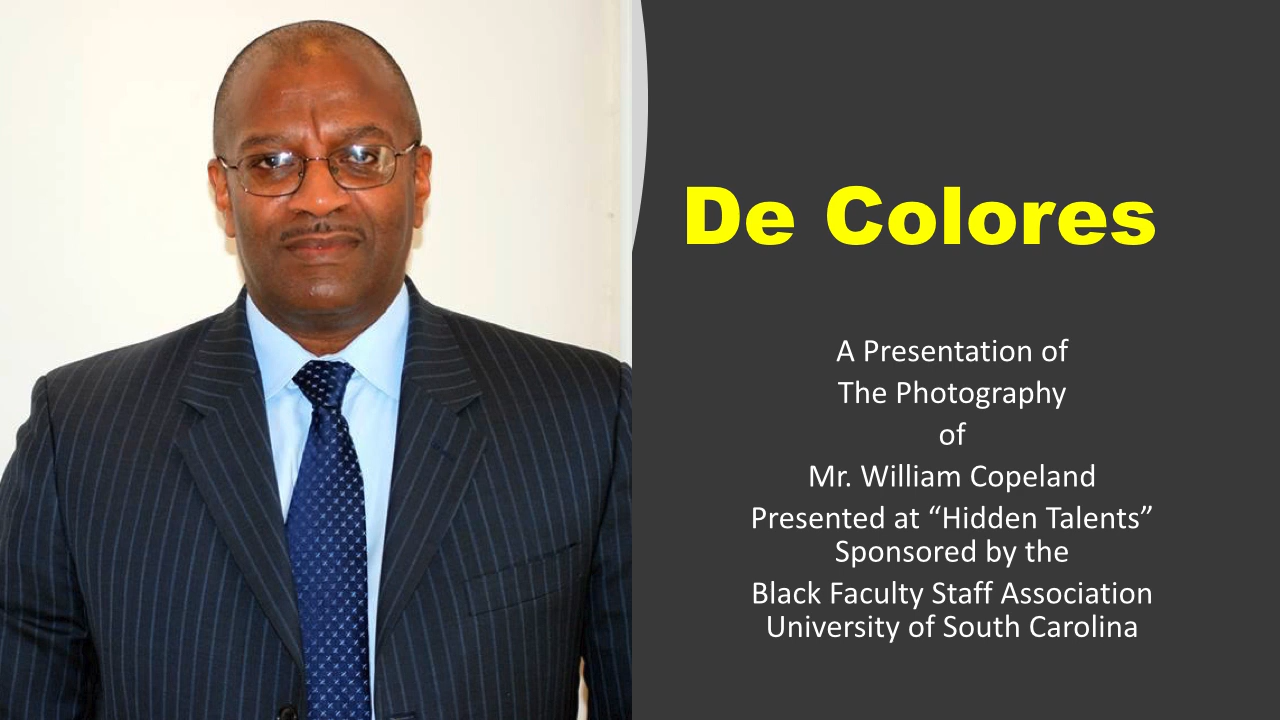 De Colores
A Presentation of
The Photography
of
Mr. William Copeland
Presented at “Hidden Talents”
Sponsored by the
Black Faculty Staff Association
University of South Carolina